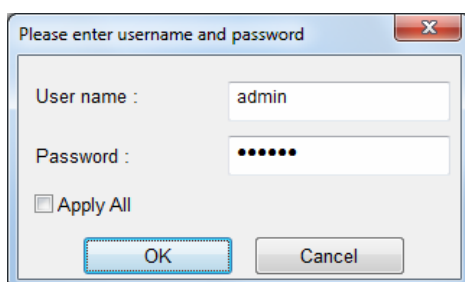 Please enter username and password
User name : admin
Password : ••••••
Apply All
OK Cancel